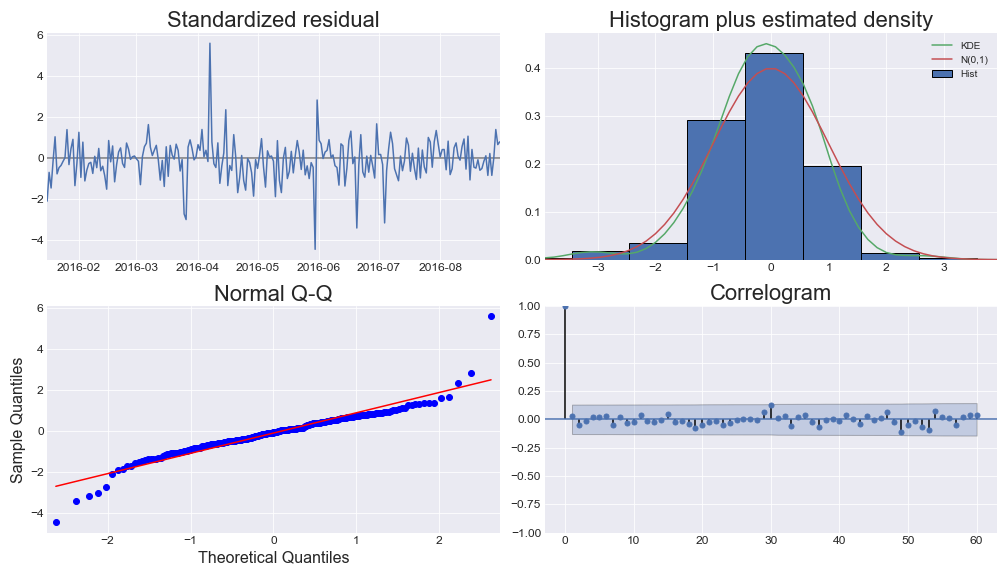 Standardized residual
6
4
2
0
−2
−4
2016-02 2016-03 2016-04 2016-05 2016-06 2016-07 2016-08
Histogram plus estimated density
KDE
N(0,1)
Hist
0.4
0.3
0.2
0.1
0.0
−3 −2 −1 0 1 2 3
Normal Q-Q
Sample Quantiles
6
4
2
0
−2
−4
−2 −1 0 1 2
Theoretical Quantiles
Correlogram
1.00
0.75
0.50
0.25
0.00
−0.25
−0.50
−0.75
−1.00
0 10 20 30 40 50 60